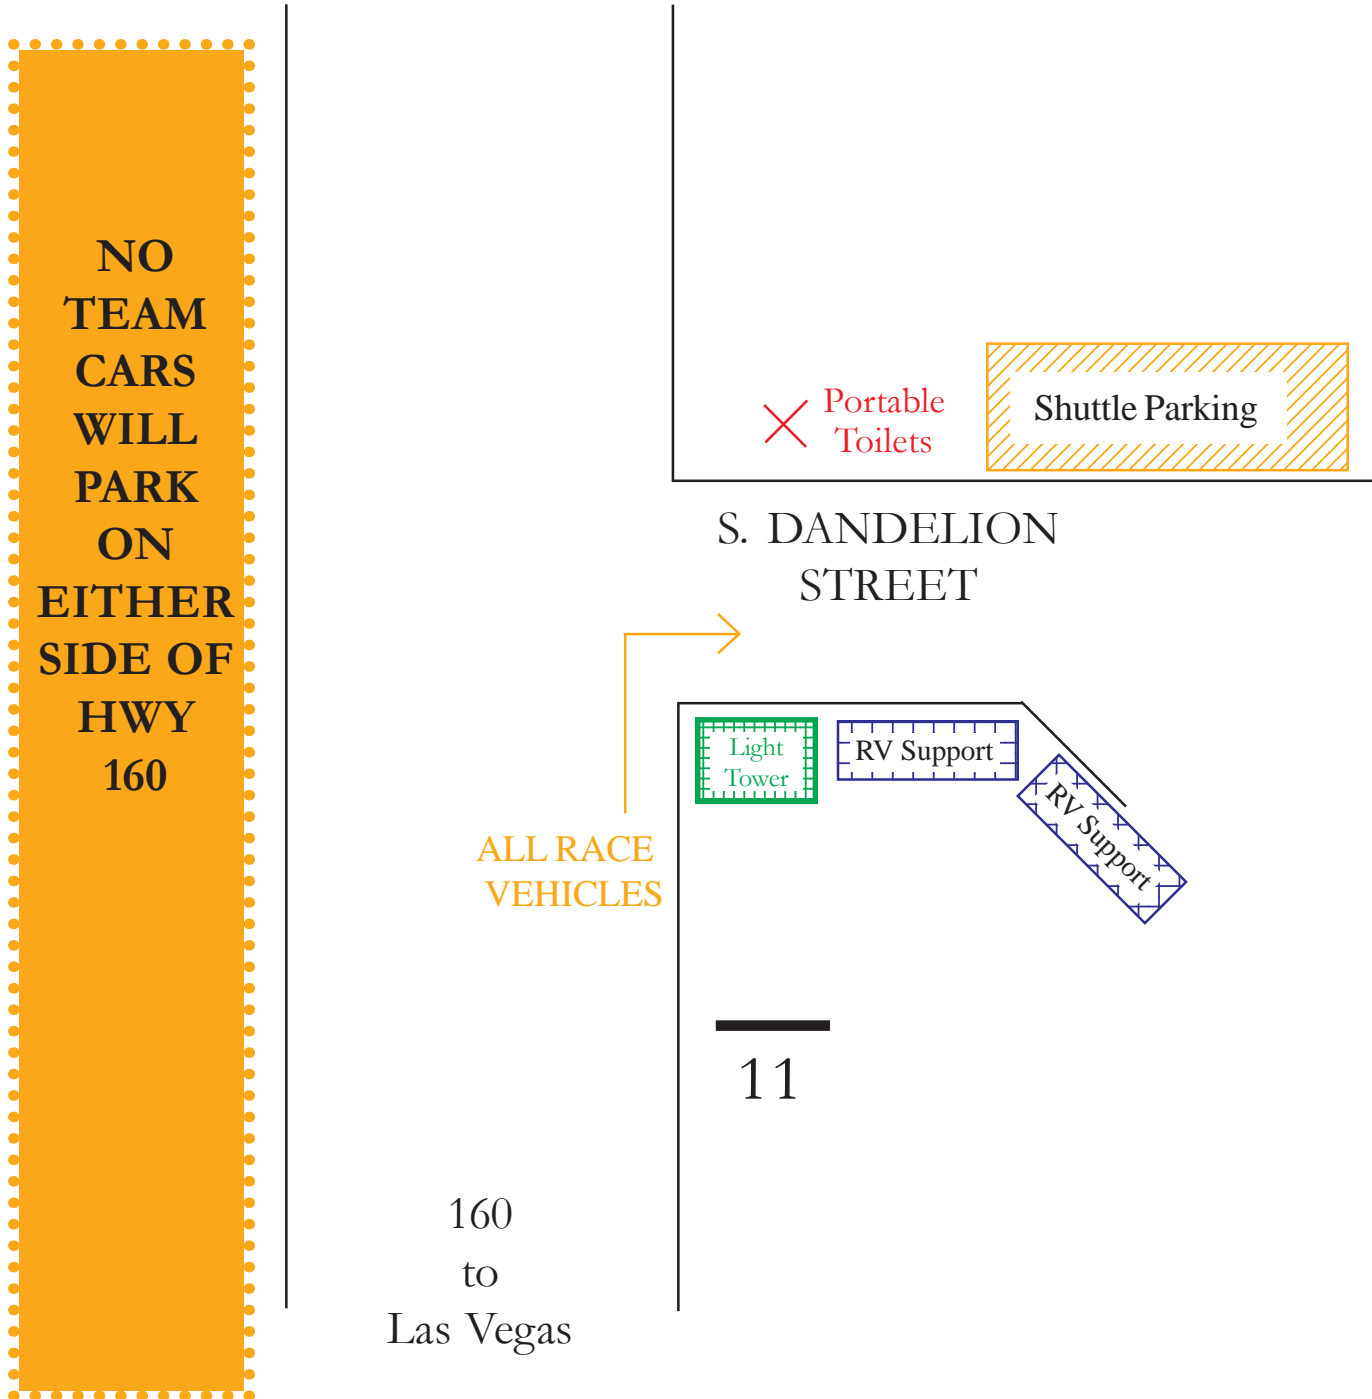 NO
TEAM
CARS
WILL
PARK
ON
EITHER
SIDE OF
HWY
160
Portable
Toilets
Shuttle Parking
S. DANDELION
STREET
Light
Tower
RV Support
RV Support
ALL RACE
VEHICLES
11
160
to
Las Vegas